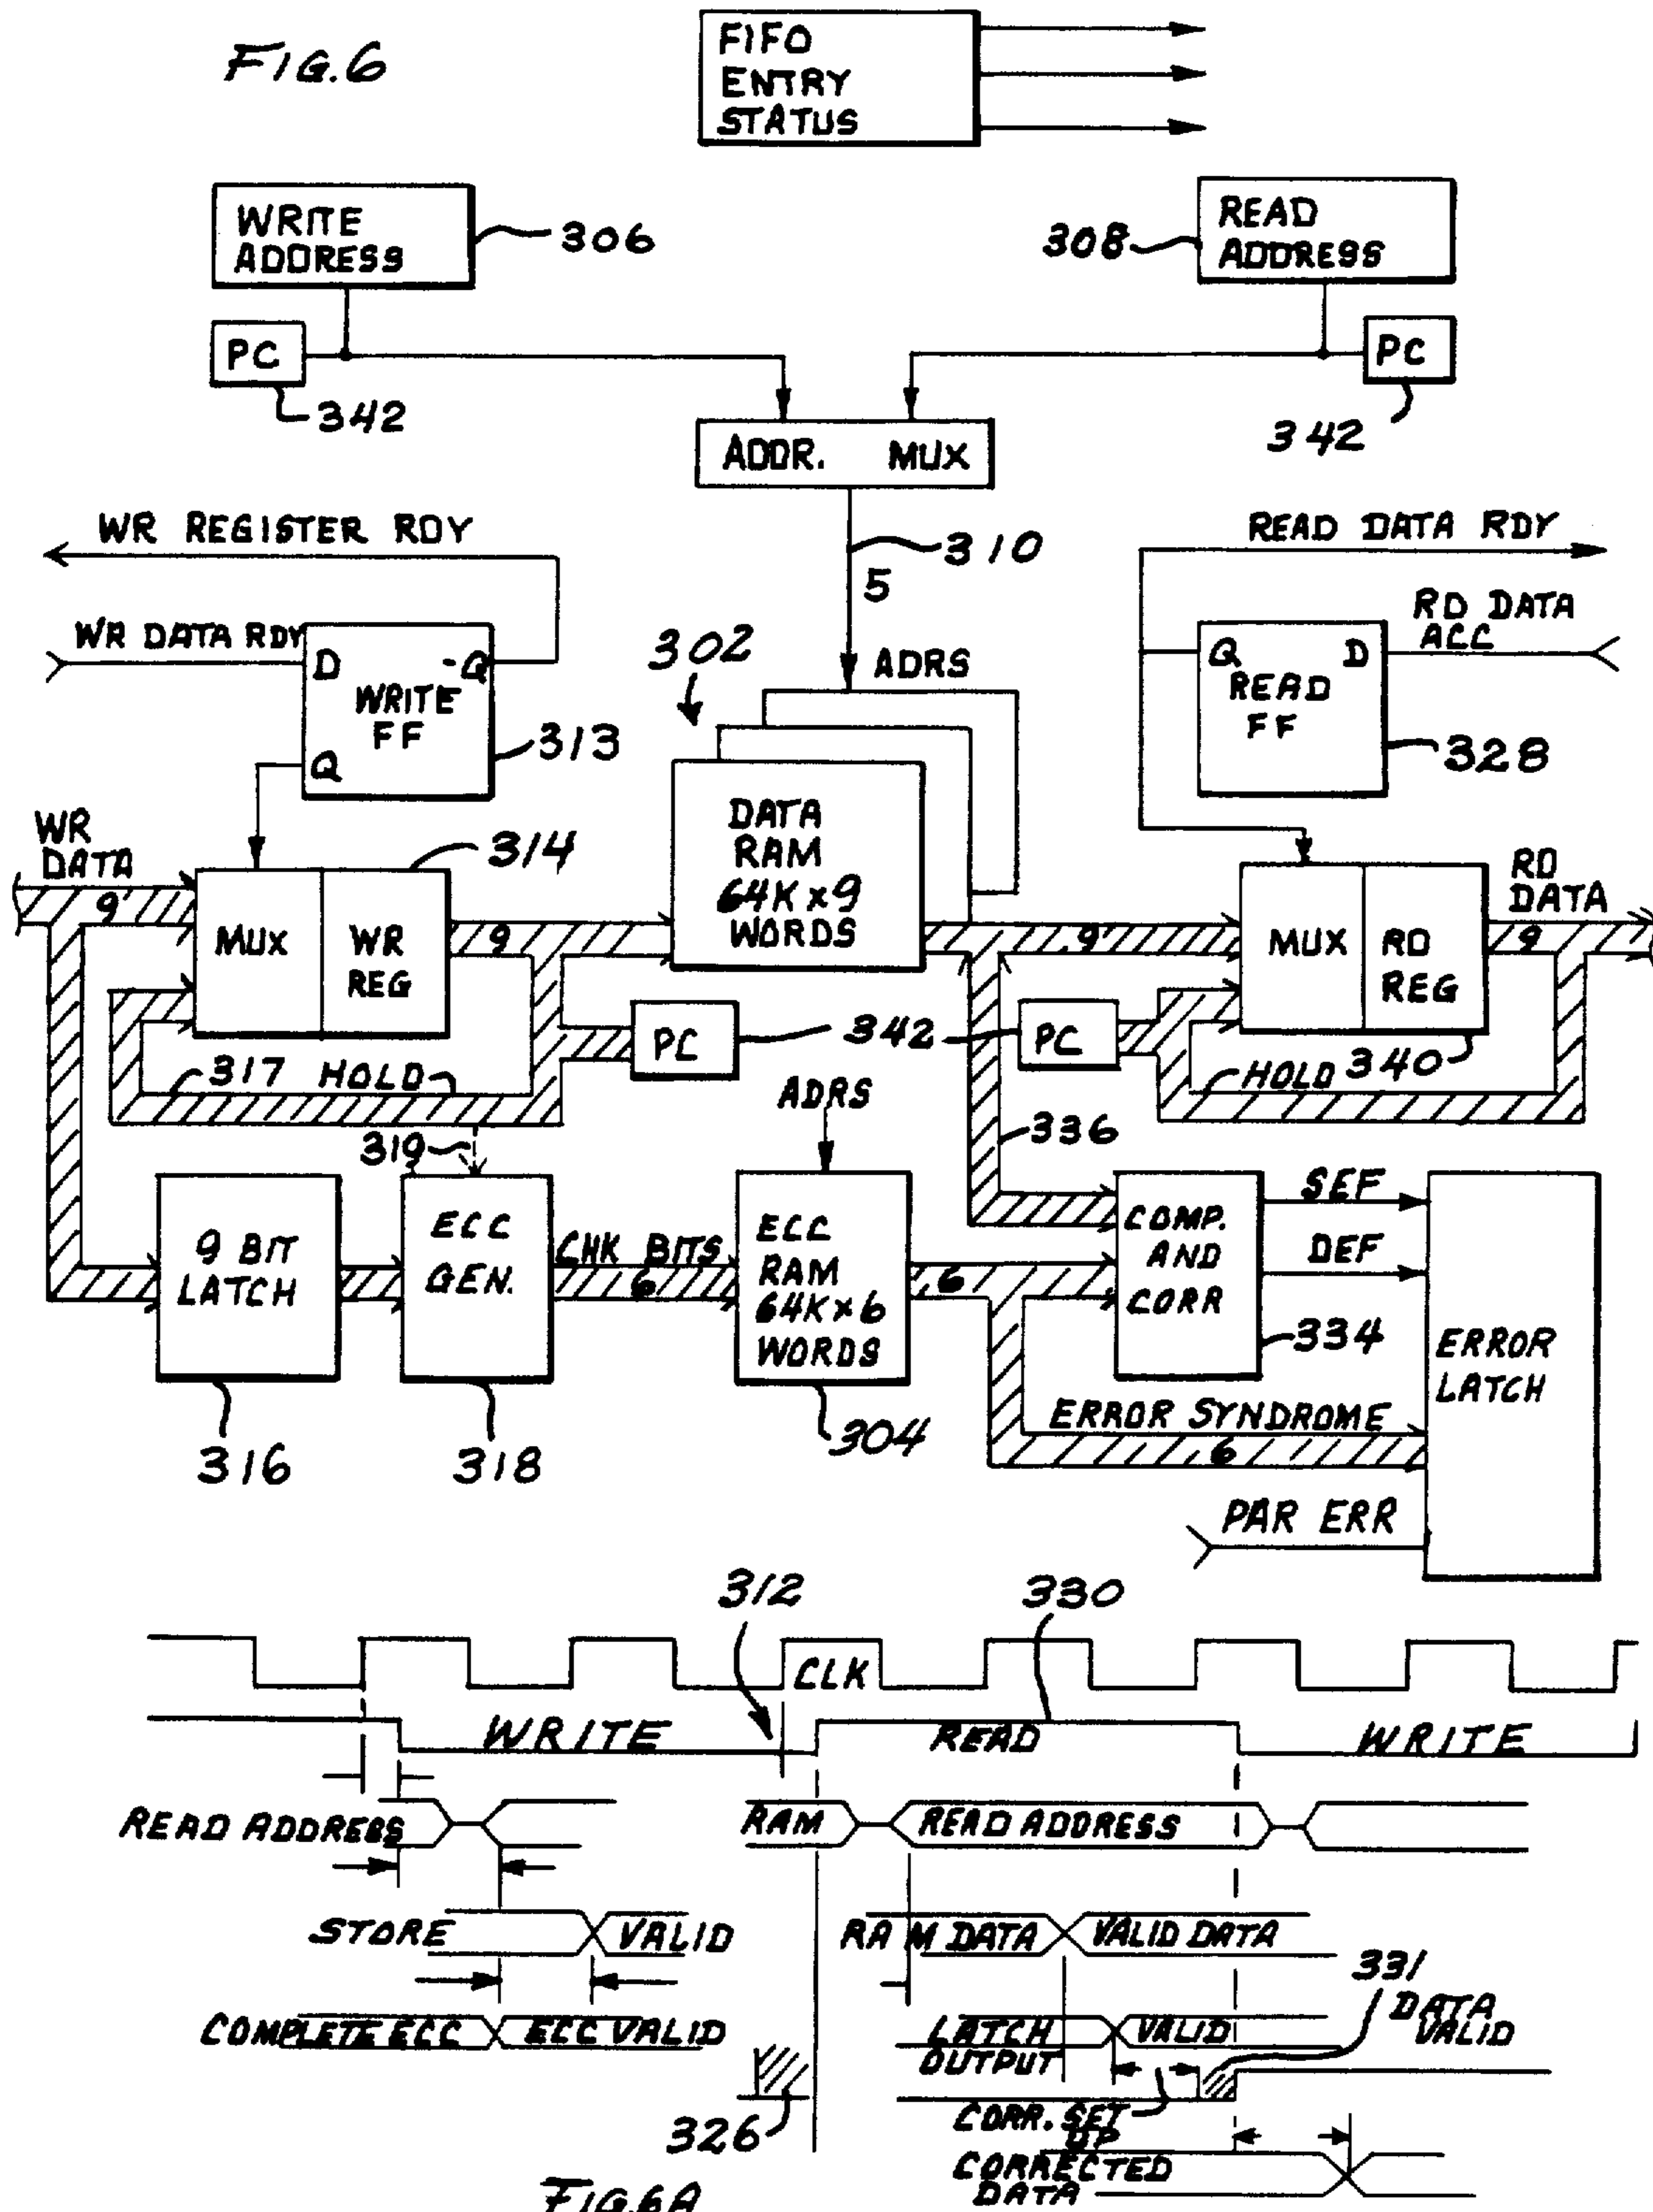 FIG.6
FIFO
ENTRY
STATUS
WRITE
ADDRESS
306
308
READ
ADDRESS
PC
342
PC
342
ADDR. MUX
WR REGISTER RDY
310
5
READ DATA RDY
WR DATA RDY
D
-Q
WRITE
FF
Q
313
302
ADRS
RD DATA
ACC
Q
D
READ
FF
328
WR
DATA
9
314
MUX
WR
REG
9
DATA
RAM
64K x 9
WORDS
9
MUX
RD
REG
RD
DATA
9
PC
342
PC
340
317 HOLD
HOLD
319
ADRS
336
9 BIT
LATCH
316
ECC
GEN.
318
CHK BITS
6
ECC
RAM
64K x 6
WORDS
304
6
COMP.
AND
CORR
334
SEF
DEF
ERROR
LATCH
ERROR SYNDROME
6
PAR ERR
312
330
CLK
WRITE
READ
WRITE
READ ADDRESS
RAM
READ ADDRESS
STORE
VALID
RAM DATA
VALID DATA
331
DATA
VALID
COMPLETE ECC
ECC VALID
LATCH
OUTPUT
VALID
326
CORR. SET
UP
CORRECTED
DATA
FIG.6A